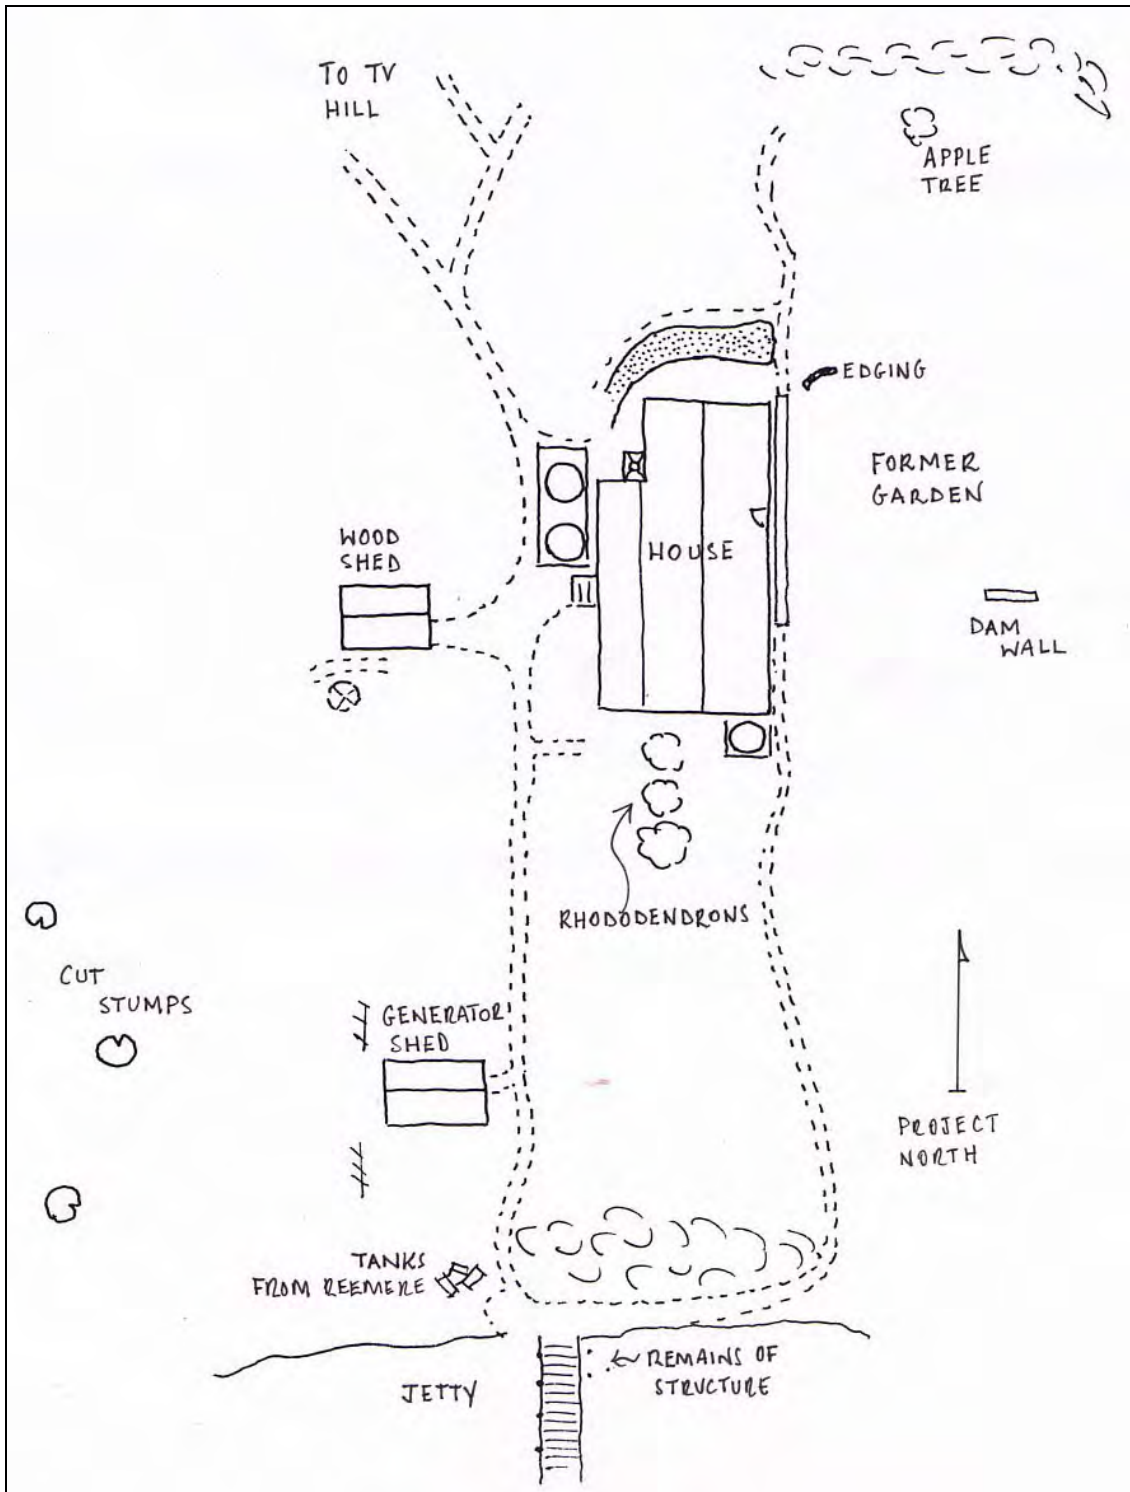 TO TV
HILL
APPLE
TREE
EDGING
FORMER
GARDEN
WOOD
SHED
HOUSE
DAM
WALL
RHODODENDRONS
CUT
STUMPS
GENERATOR
SHED
PROJECT
NORTH
TANKS
FROM REEMERE
JETTY
REMAINS OF
STRUCTURE